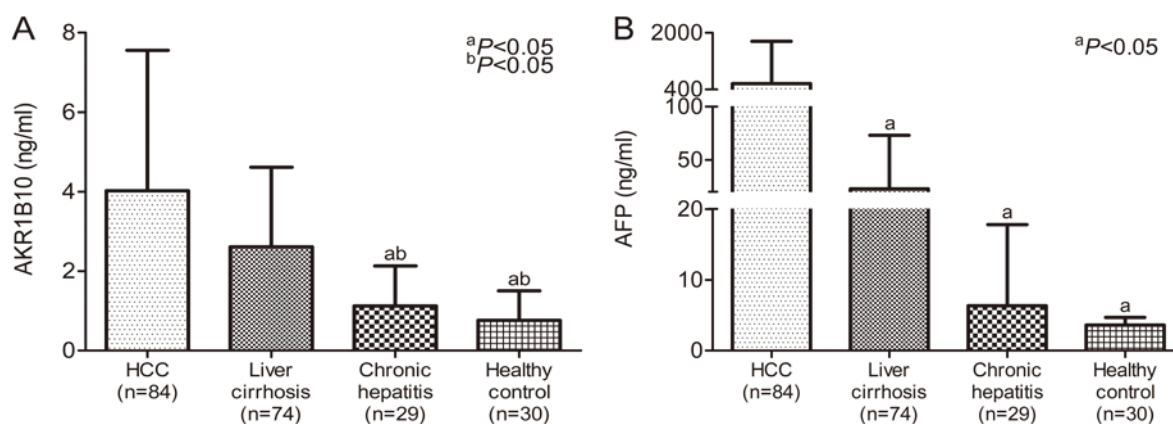 A
AKR1B10 (ng/ml)
8
6
4
2
0
aP<0.05
bP<0.05
ab
ab
HCC
(n=84)
Liver
cirrhosis
(n=74)
Chronic
hepatitis
(n=29)
Healthy
control
(n=30)
B
AFP (ng/ml)
2000
400
100
50
20
10
0
aP<0.05
a
a
a
HCC
(n=84)
Liver
cirrhosis
(n=74)
Chronic
hepatitis
(n=29)
Healthy
control
(n=30)